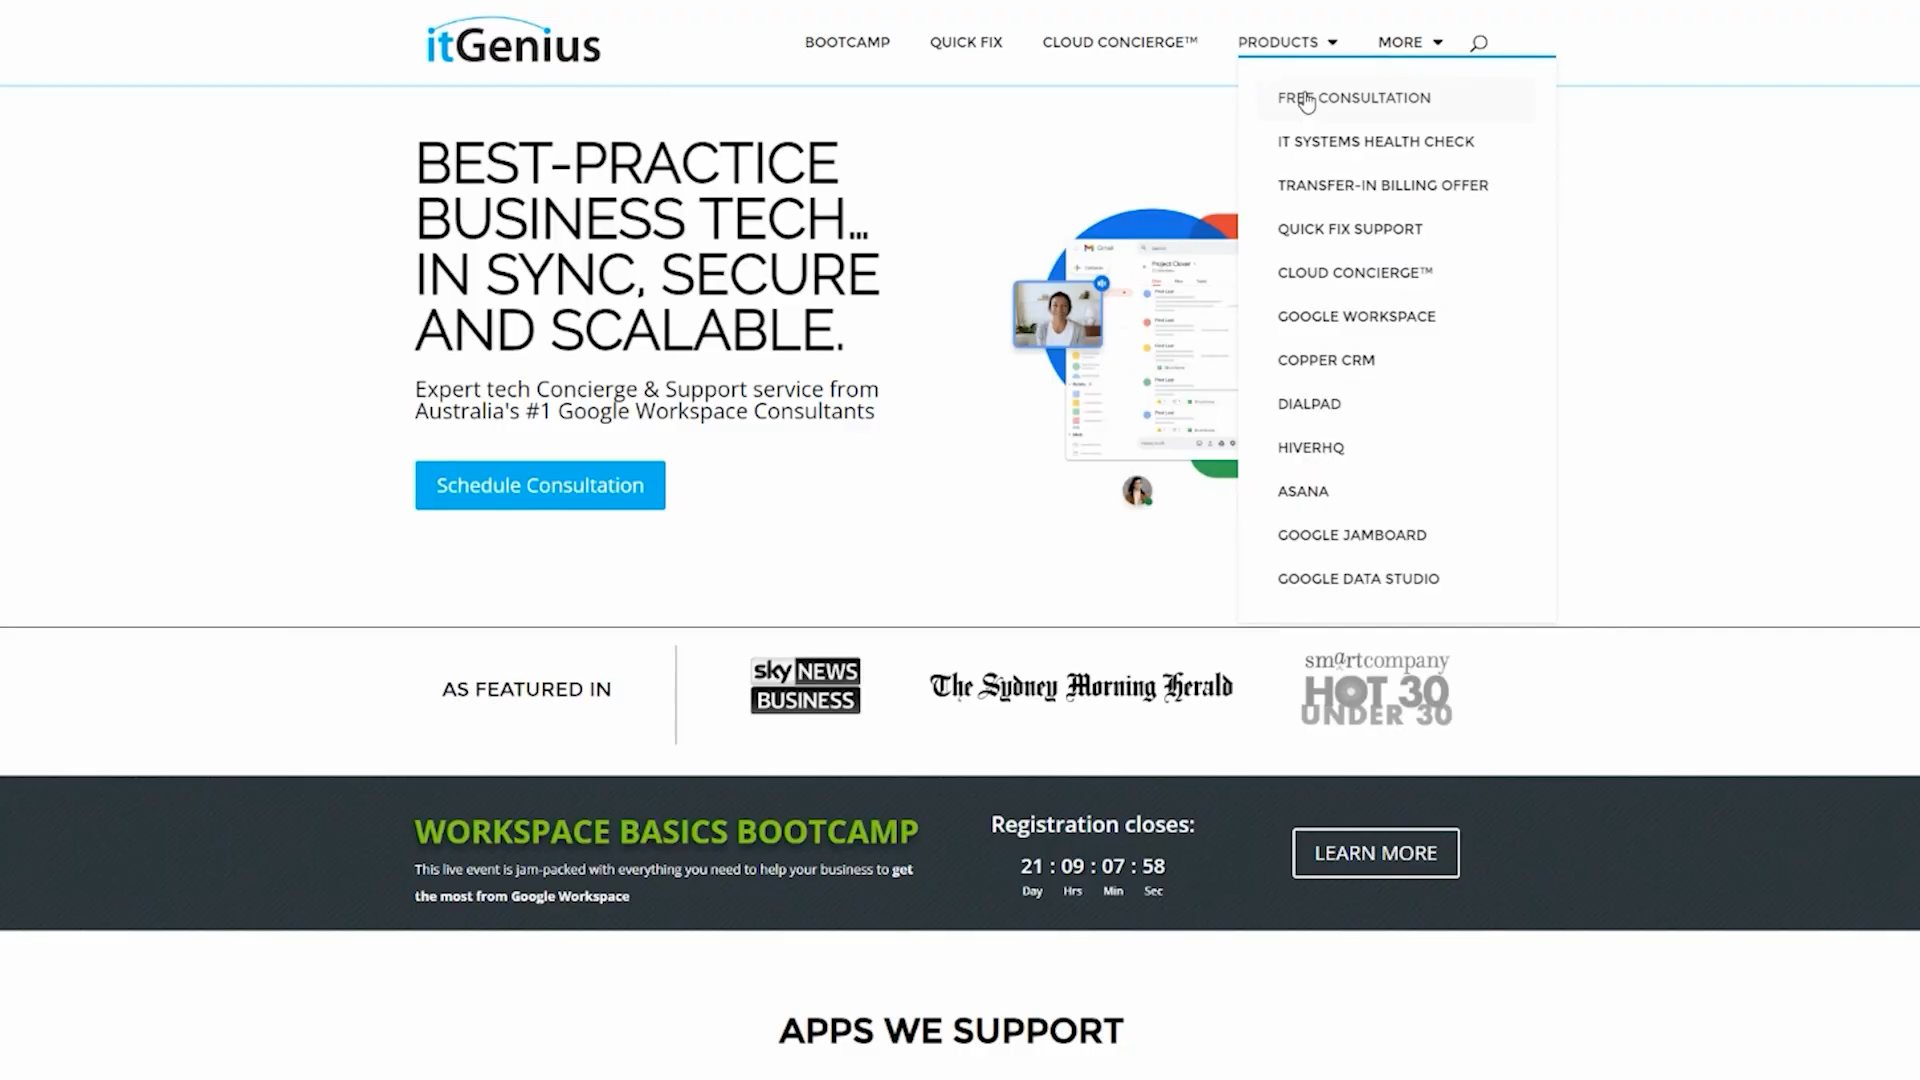 itGenius
BOOTCAMP
QUICK FIX
CLOUD CONCIERGE™
PRODUCTS
MORE
FREE CONSULTATION
IT SYSTEMS HEALTH CHECK
TRANSFER-IN BILLING OFFER
QUICK FIX SUPPORT
CLOUD CONCIERGE™
GOOGLE WORKSPACE
COPPER CRM
DIALPAD
HIVERHQ
ASANA
GOOGLE JAMBOARD
GOOGLE DATA STUDIO
BEST-PRACTICE
BUSINESS TECH...
IN SYNC, SECURE
AND SCALABLE.
Expert tech Concierge & Support service from
Australia's #1 Google Workspace Consultants
Schedule Consultation
Gmail
Project Clover
AS FEATURED IN
sky NEWS
BUSINESS
The Sydney Morning Herald
smartcompany
HOT 30
UNDER 30
WORKSPACE BASICS BOOTCAMP
This live event is jam-packed with everything you need to help your business to get
the most from Google Workspace
Registration closes:
21 : 09 : 07 : 58
Day Hrs Min Sec
LEARN MORE
APPS WE SUPPORT